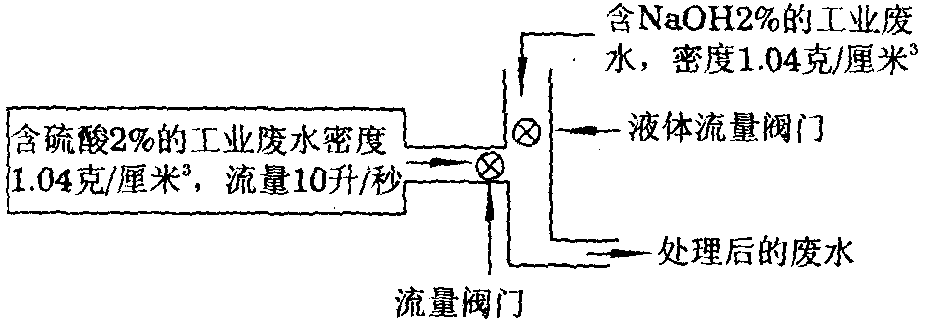 含NaOH2%的工业废
水，密度1.04克/厘米³
含硫酸2%的工业废水密度
1.04克/厘米³，流量10升/秒
液体流量阀门
处理后的废水
流量阀门